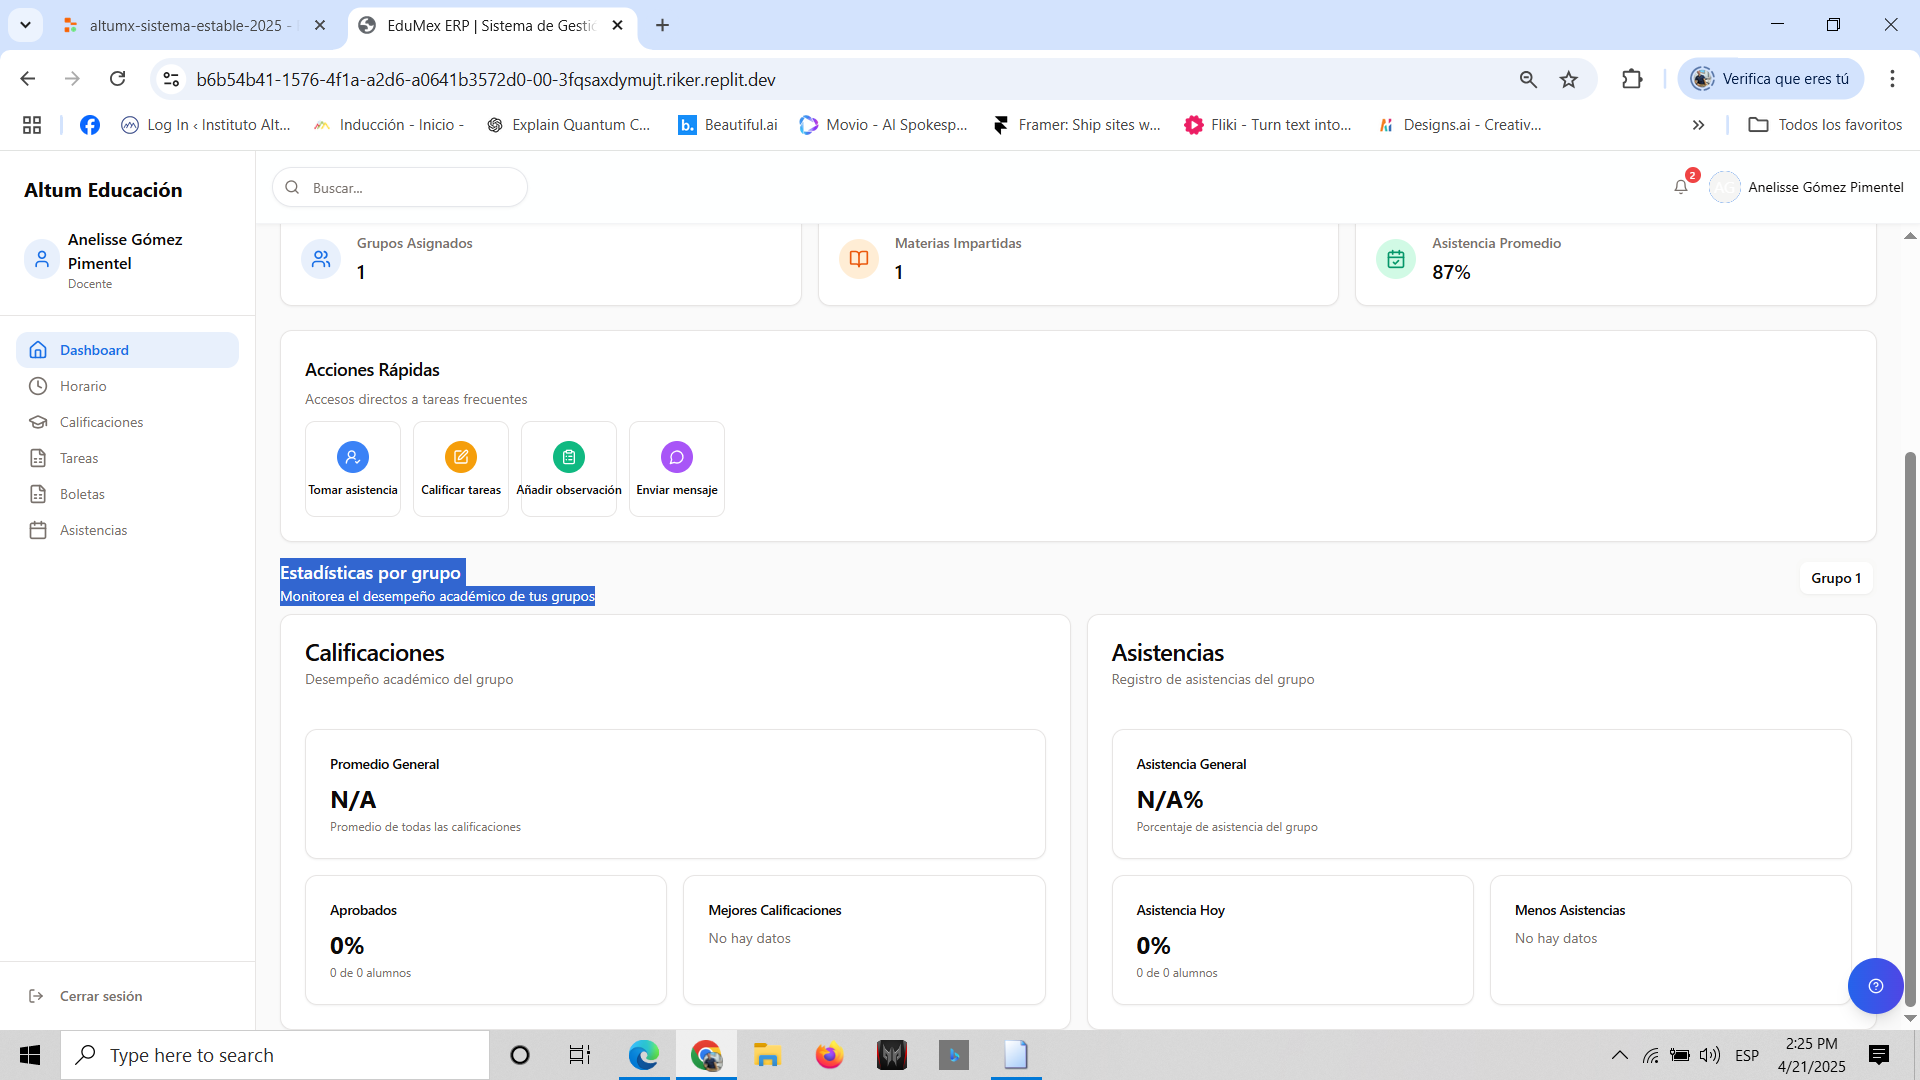 altumx-sistema-estable-2025 -
EduMex ERP | Sistema de Gestić
b6b54b41-1576-4f1a-a2d6-a0641b3572d0-00-3fqsaxdymujt.riker.replit.dev
Verifica que eres tú
Log In ‹ Instituto Alt...
Inducción - Inicio -
Explain Quantum C...
b.
Beautiful.ai
Movio - AI Spokesp...
Framer: Ship sites w...
Fliki - Turn text into...
Designs.ai - Creativ...
Todos los favoritos
Altum Educación
Buscar...
2
AG
Anelisse Gómez Pimentel
Anelisse Gómez
Pimentel
Docente
Dashboard
Horario
Calificaciones
Tareas
Boletas
Asistencias
Cerrar sesión
Grupos Asignados
1
Materias Impartidas
1
Asistencia Promedio
87%
Acciones Rápidas
Accesos directos a tareas frecuentes
Tomar asistencia
Calificar tareas
Añadir observación
Enviar mensaje
Estadísticas por grupo
Monitorea el desempeño académico de tus grupos
Grupo 1
Calificaciones
Desempeño académico del grupo
Promedio General
N/A
Promedio de todas las calificaciones
Aprobados
0%
0 de 0 alumnos
Mejores Calificaciones
No hay datos
Asistencias
Registro de asistencias del grupo
Asistencia General
N/A%
Porcentaje de asistencia del grupo
Asistencia Hoy
0%
0 de 0 alumnos
Menos Asistencias
No hay datos
Type here to search
ESP
2:25 PM
4/21/2025